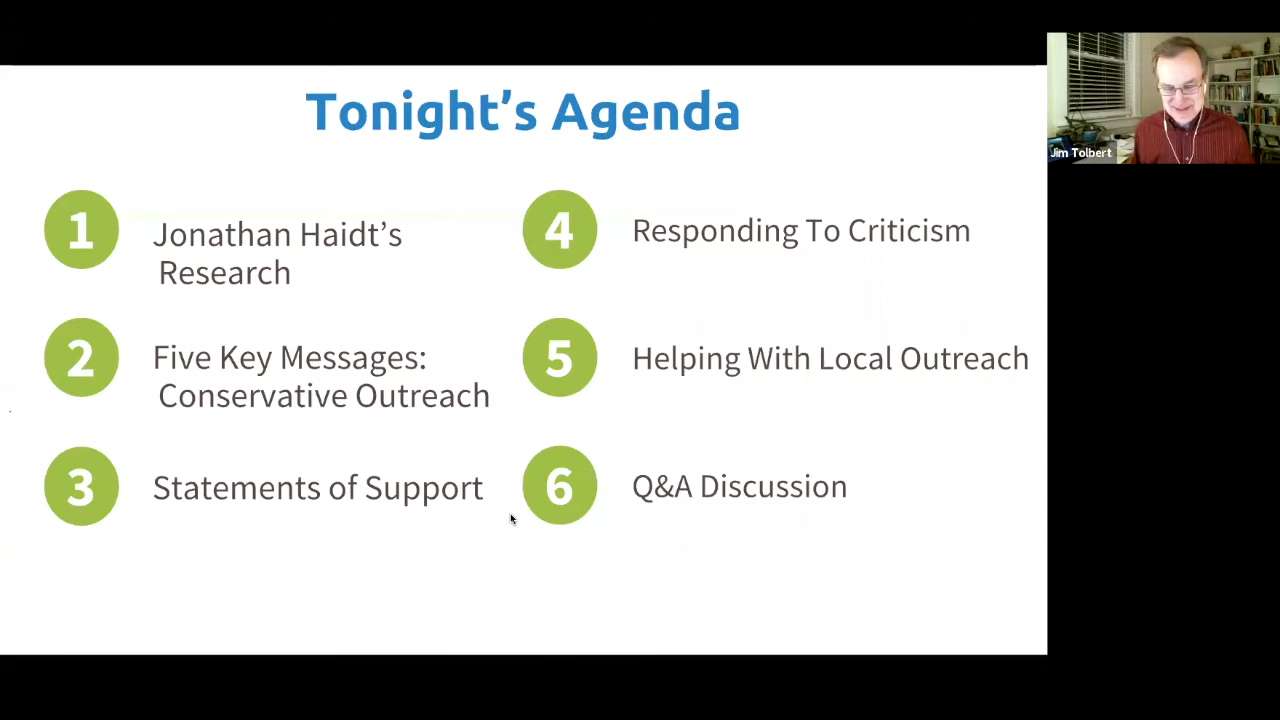 Tonight's Agenda
1
Jonathan Haidt's
Research
2
Five Key Messages:
Conservative Outreach
3
Statements of Support
4
Responding To Criticism
5
Helping With Local Outreach
6
Q&A Discussion
Jim Tolbert